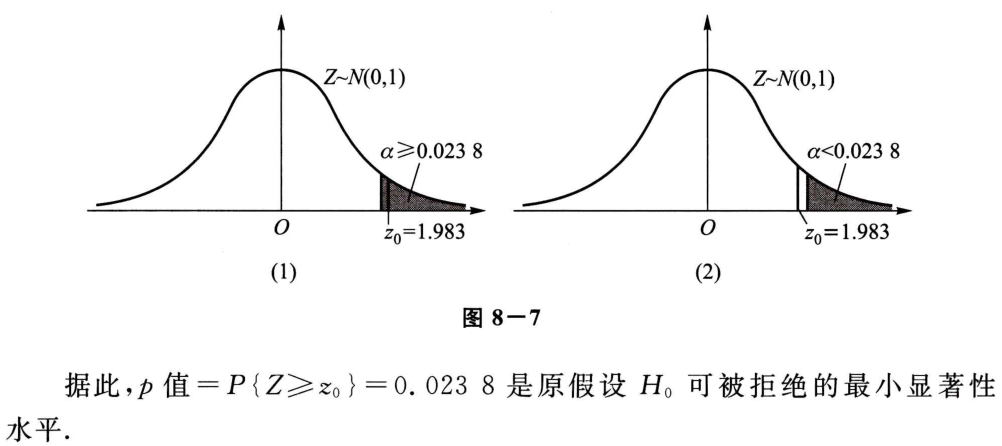 Z~N(0,1)
α≥0.023 8
O
z₀=1.983
(1)
Z~N(0,1)
α<0.023 8
O
z₀=1.983
(2)
图 8-7
据此,p 值=P{Z≥z₀}=0.023 8 是原假设 H₀ 可被拒绝的最小显著性
水平.